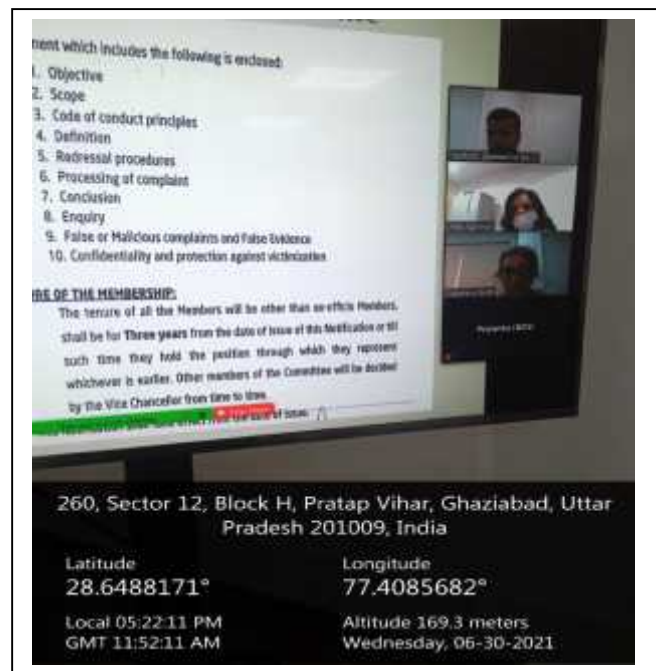 ment which includes the following is enclosed:
1. Objective
2. Scope
3. Code of conduct principles
4. Definition
5. Redressal procedures
6. Processing of complaint
7. Conclusion
8. Enquiry
9. False or Malicious complaints and False Evidence
10. Confidentiality and protection against victimization
RE OF THE MEMBERSHIP:
The tenure of all the Members will be other than ex-officio Members,
shall be for Three years from the date of issue of this Notification or till
such time they hold the position through which they represent
whichever is earlier. Other members of the Committee will be decided
by the Vice Chancellor from time to time.
the date of issue.
260, Sector 12, Block H, Pratap Vihar, Ghaziabad, Uttar
Pradesh 201009, India
Latitude
28.6488171°
Longitude
77.4085682°
Local 05:22:11 PM
GMT 11:52:11 AM
Altitude 169.3 meters
Wednesday, 06-30-2021